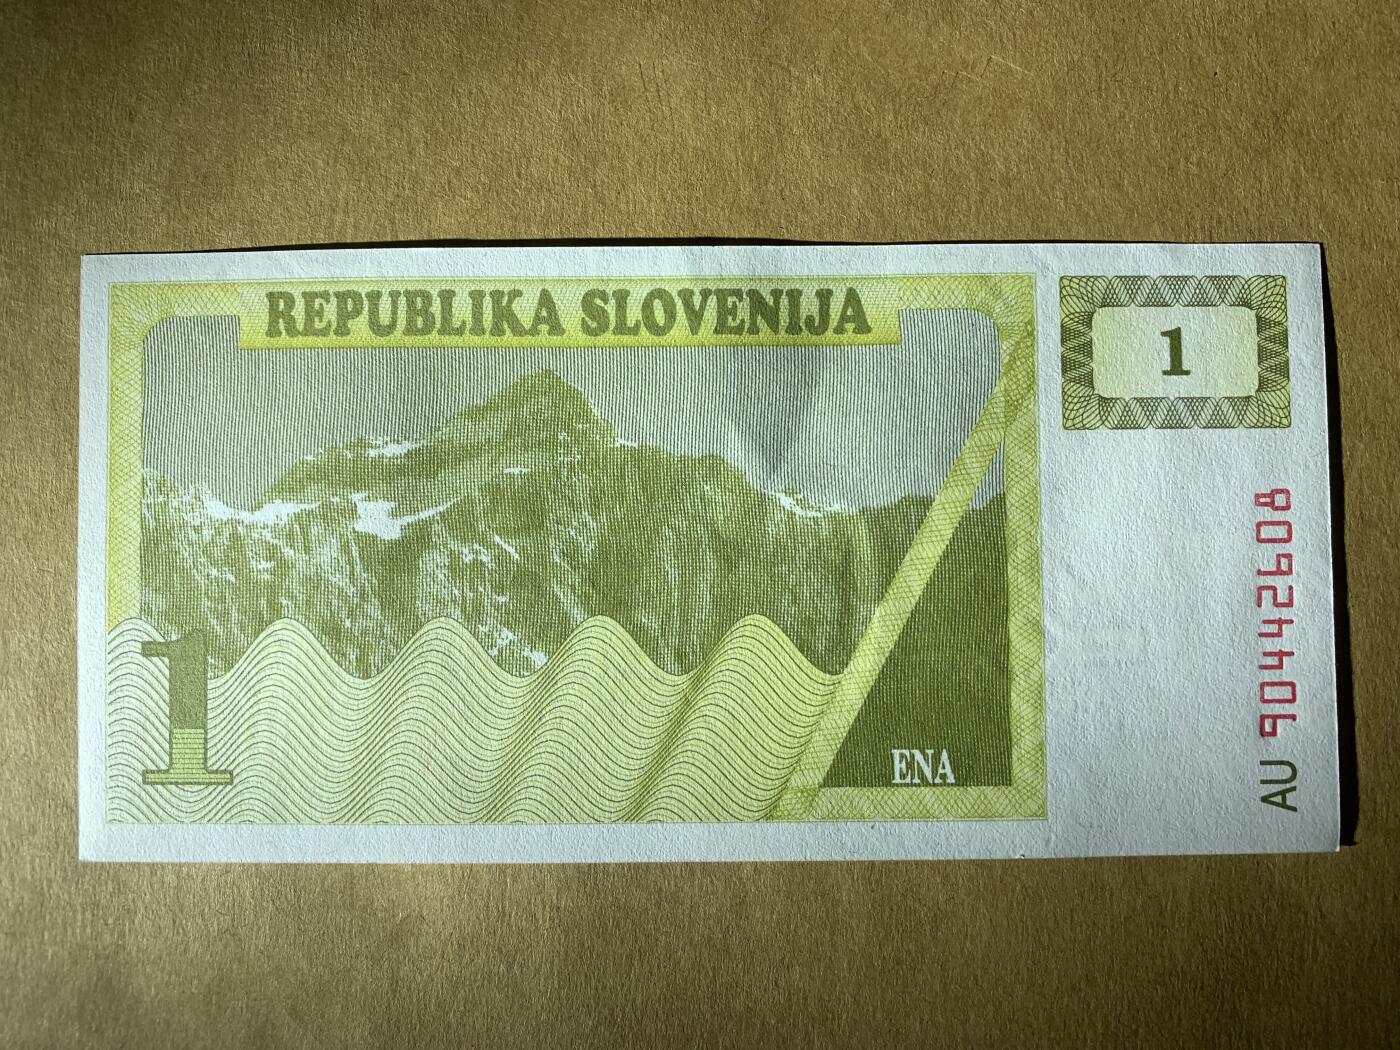 REPUBLIKA SLOVENIJA
1
1
ENA
AU 90442608